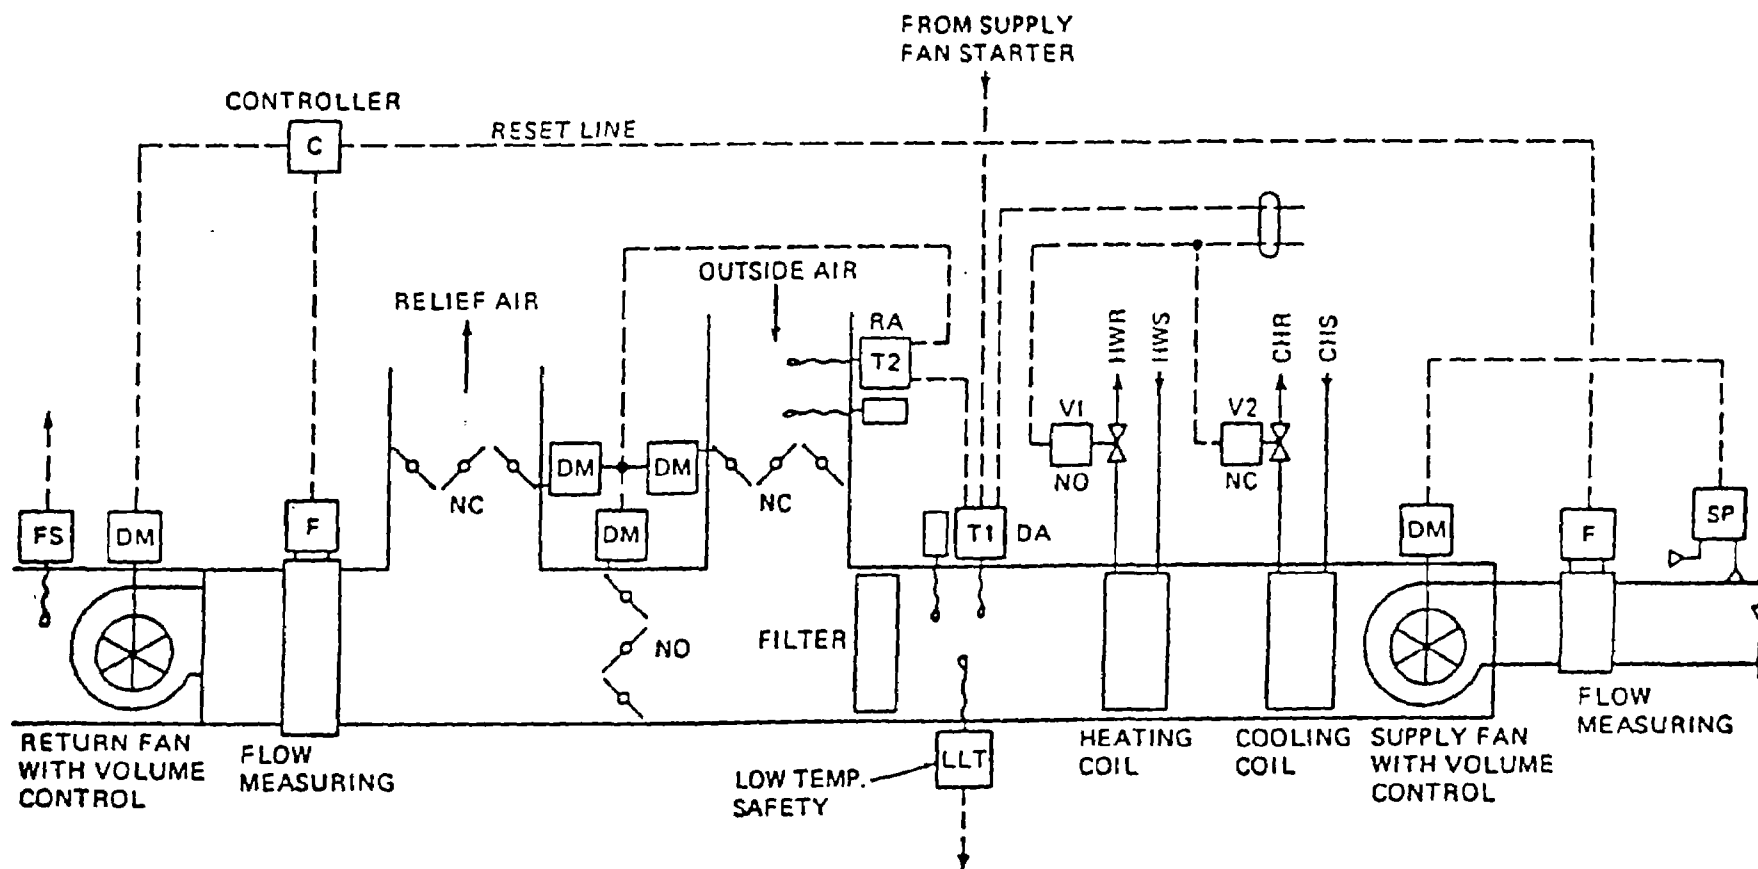 FROM SUPPLY
FAN STARTER
CONTROLLER
C
RESET LINE
OUTSIDE AIR
RELIEF AIR
RA
T2
HWR
HWS
CHR
CHS
V1
V2
DM
DM
NC
NC
NO
NC
FS
DM
F
DM
T1
DA
DM
F
SP
NO
FILTER
RETURN FAN
WITH VOLUME
CONTROL
FLOW
MEASURING
LOW TEMP.
SAFETY
LLT
HEATING
COIL
COOLING
COIL
SUPPLY FAN
WITH VOLUME
CONTROL
FLOW
MEASURING